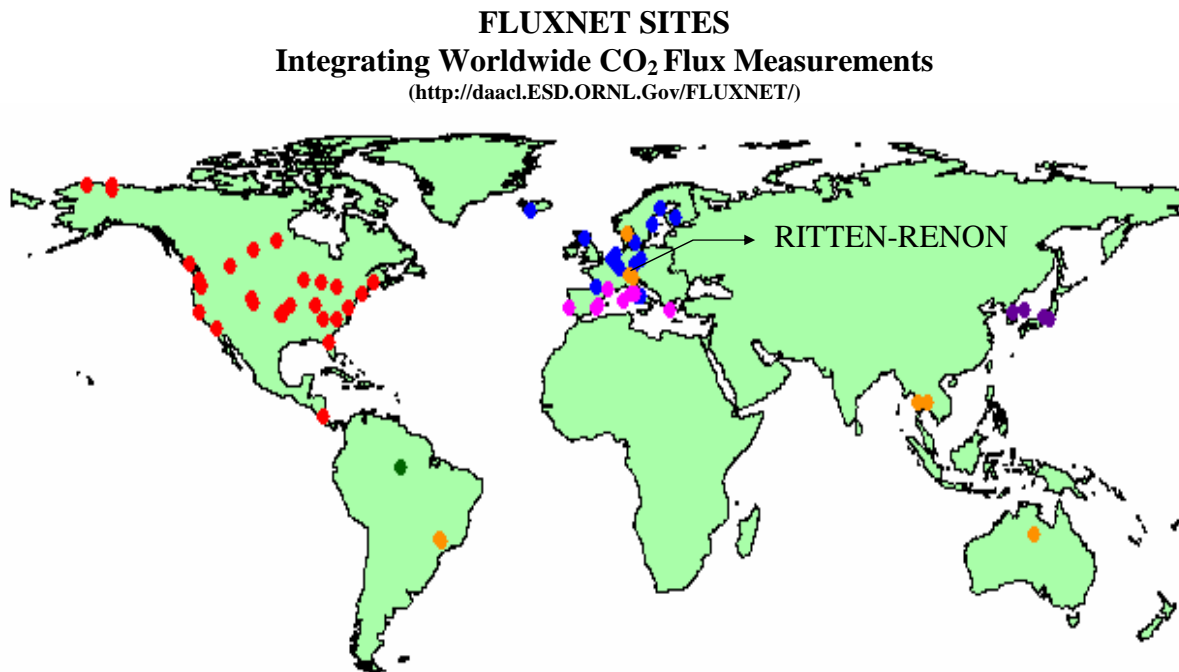 FLUXNET SITES
Integrating Worldwide CO₂ Flux Measurements
(http://daacl.ESD.ORNL.Gov/FLUXNET/)
RITTEN-RENON